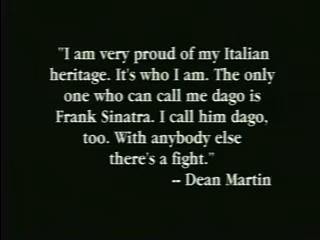 "I am very proud of my Italian
heritage. It's who I am. The only
one who can call me dago is
Frank Sinatra. I call him dago,
too. With anybody else
there's a fight."
-- Dean Martin